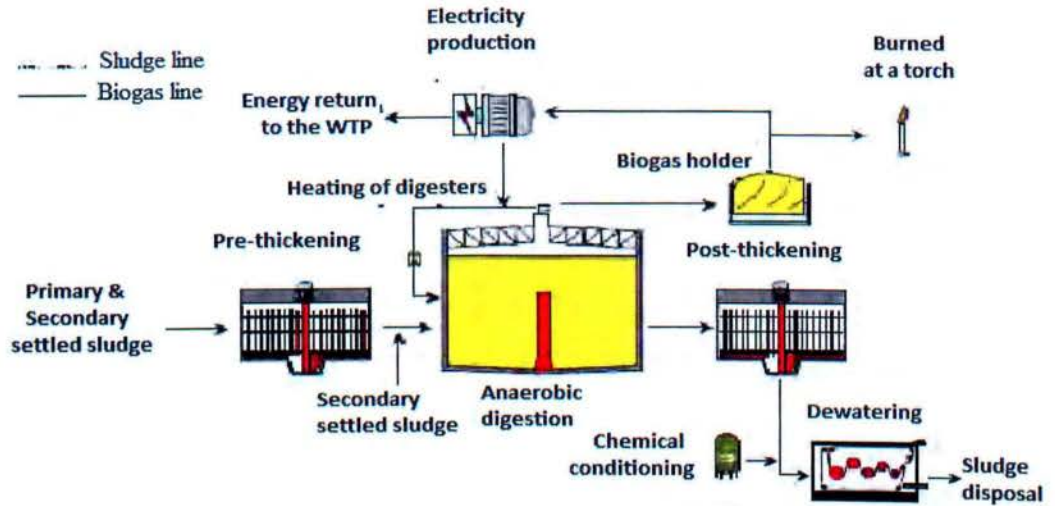 Electricity
production
Burned
at a torch
Sludge line
Biogas line
Energy return
to the WTP
Biogas holder
Heating of digesters
Pre-thickening
Post-thickening
Primary &
Secondary
settled sludge
Secondary
settled sludge
Anaerobic
digestion
Dewatering
Chemical
conditioning
Sludge
disposal